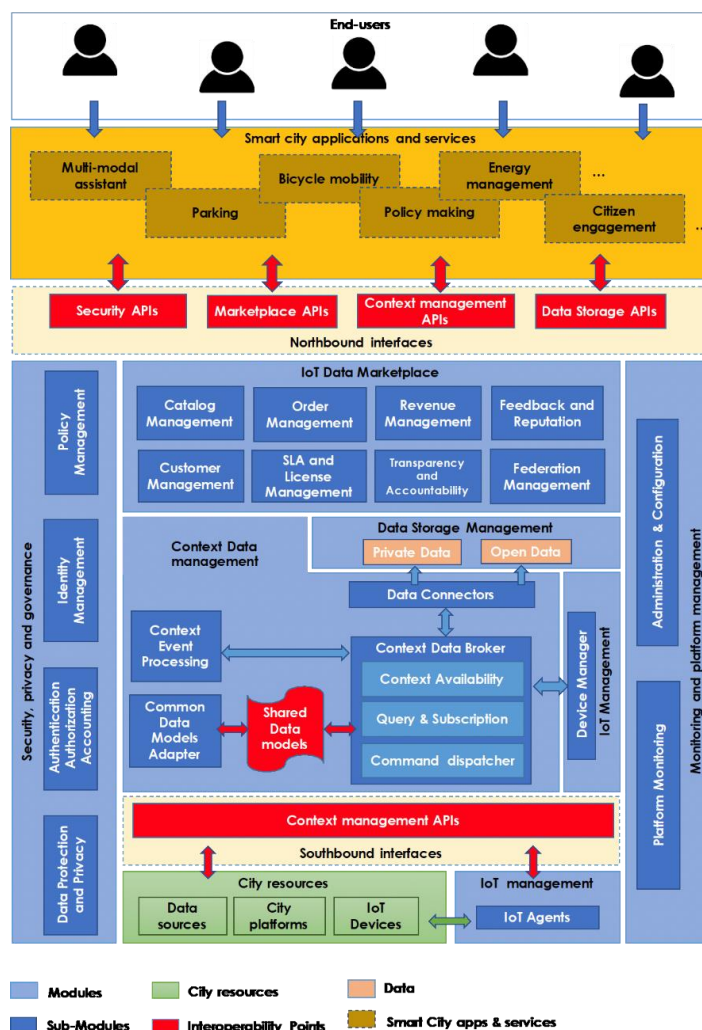 End-users
Smart city applications and services
Multi-modal
assistant
Parking
Bicycle mobility
Policy making
Energy
management
...
Citizen
engagement
...
Security APIs
Marketplace APIs
Context management
APIs
Data Storage APIs
Northbound interfaces
Security, privacy and governance
Policy
Management
Identity
Management
Authentication
Authorization
Accounting
Data Protection
and Privacy
IoT Data Marketplace
Catalog
Management
Order
Management
Revenue
Management
Feedback and
Reputation
Customer
Management
SLA and
License
Management
Transparency
and
Accountability
Federation
Management
Context Data
management
Data Storage Management
Private Data
Open Data
Data Connectors
Context
Event
Processing
Context Data Broker
Context Availability
Query & Subscription
Command dispatcher
Common
Data
Models
Adapter
Shared
Data
models
Device Manager
IoT Management
Administration & Configuration
Platform Monitoring
Monitoring and platform management
Context management APIs
Southbound interfaces
City resources
Data
sources
City
platforms
IoT
Devices
IoT management
IoT Agents
Modules
City resources
Data
Sub-Modules
Interoperability Points
Smart City apps & services